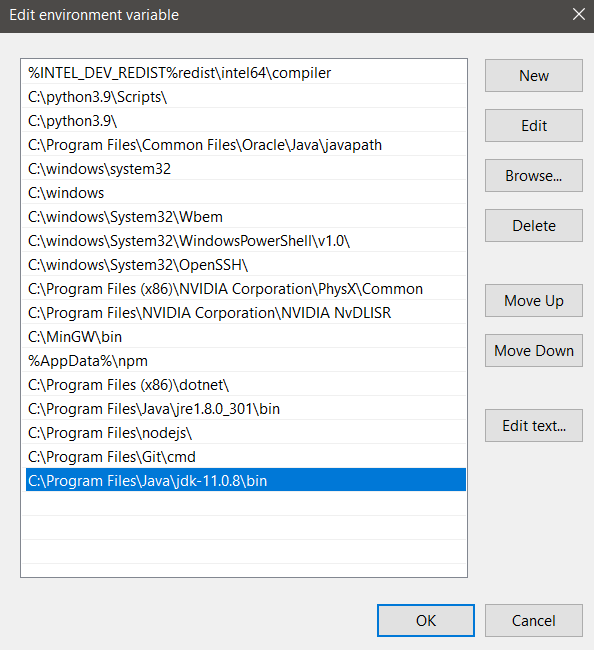 Edit environment variable
%INTEL_DEV_REDIST%redist\intel64\compiler
C:\python3.9\Scripts\
C:\python3.9\
C:\Program Files\Common Files\Oracle\Java\javapath
C:\windows\system32
C:\windows
C:\windows\System32\Wbem
C:\windows\System32\WindowsPowerShell\v1.0\
C:\windows\System32\OpenSSH\
C:\Program Files (x86)\NVIDIA Corporation\PhysX\Common
C:\Program Files\NVIDIA Corporation\NVIDIA NvDLISR
C:\MinGW\bin
%AppData%\npm
C:\Program Files (x86)\dotnet\
C:\Program Files\Java\jre1.8.0_301\bin
C:\Program Files\nodejs\
C:\Program Files\Git\cmd
C:\Program Files\Java\jdk-11.0.8\bin
New
Edit
Browse...
Delete
Move Up
Move Down
Edit text...
OK
Cancel